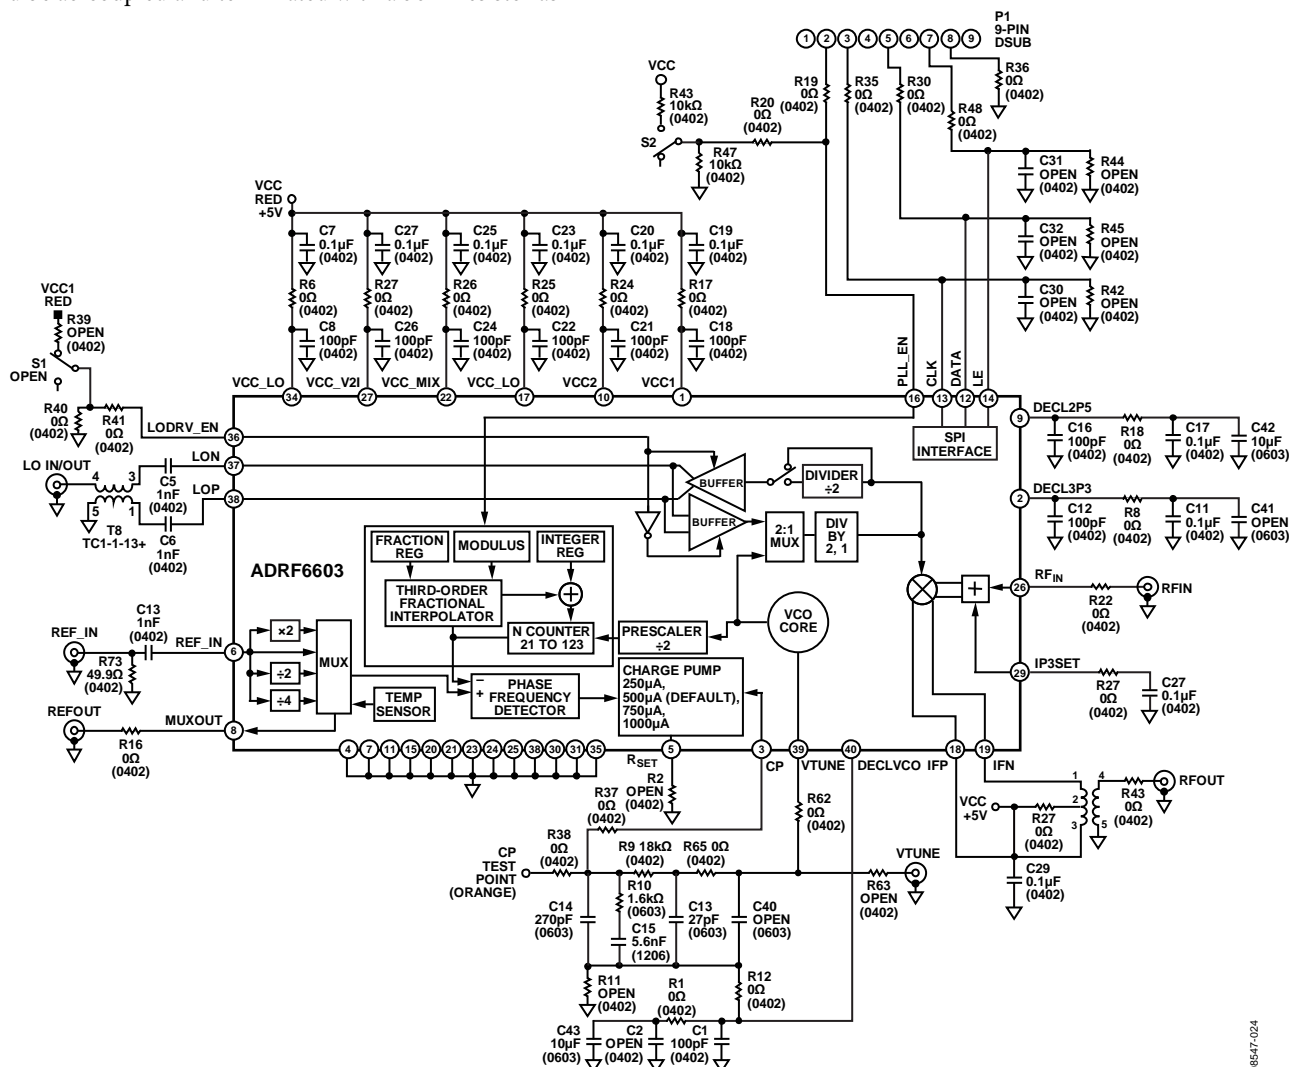 P1
9-PIN
DSUB
1 2 3 4 5 6 7 8 9
R36
0Ω
(0402)
R19
0Ω
(0402)
R35
0Ω
(0402)
R30
0Ω
(0402)
R48
0Ω
(0402)
VCC
R43
10kΩ
(0402)
R20
0Ω
(0402)
S2
R47
10kΩ
(0402)
C31
OPEN
(0402)
R44
OPEN
(0402)
C32
OPEN
(0402)
R45
OPEN
(0402)
C30
OPEN
(0402)
R42
OPEN
(0402)
VCC
RED
+5V
C7
0.1µF
(0402)
C27
0.1µF
(0402)
C25
0.1µF
(0402)
C23
0.1µF
(0402)
C20
0.1µF
(0402)
C19
0.1µF
(0402)
R6
0Ω
(0402)
R27
0Ω
(0402)
R26
0Ω
(0402)
R25
0Ω
(0402)
R24
0Ω
(0402)
R17
0Ω
(0402)
C8
100pF
(0402)
C26
100pF
(0402)
C24
100pF
(0402)
C22
100pF
(0402)
C21
100pF
(0402)
C18
100pF
(0402)
VCC1
RED
R39
OPEN
(0402)
S1
OPEN
R40
0Ω
(0402)
R41
0Ω
(0402)
VCC_LO
34
VCC_V2I
27
VCC_MIX
22
VCC_LO
17
VCC2
10
VCC1
1
PLL_EN
16
CLK
13
DATA
12
LE
14
SPI
INTERFACE
LODRV_EN
36
LON
37
LOP
38
LO IN/OUT
4 3
5 1
T8
TC1-1-13+
C5
1nF
(0402)
C6
1nF
(0402)
9
DECL2P5
C16
100pF
(0402)
R18
0Ω
(0402)
C17
0.1µF
(0402)
C42
10µF
(0603)
2
DECL3P3
C12
100pF
(0402)
R8
0Ω
(0402)
C11
0.1µF
(0402)
C41
OPEN
(0603)
BUFFER
BUFFER
DIVIDER
÷2
2:1
MUX
DIV
BY
2, 1
ADRF6603
FRACTION
REG
MODULUS
INTEGER
REG
THIRD-ORDER
FRACTIONAL
INTERPOLATOR
+
N COUNTER
21 TO 123
PRESCALER
÷2
VCO
CORE
+
26
RFIN
R22
0Ω
(0402)
RFIN
29
IP3SET
R27
0Ω
(0402)
C27
0.1µF
(0402)
C13
1nF
(0402)
REF_IN
REF_IN
6
R73
49.9Ω
(0402)
×2
÷2
÷4
MUX
TEMP
SENSOR
–
+
PHASE
FREQUENCY
DETECTOR
CHARGE PUMP
250µA,
500µA (DEFAULT),
750µA,
1000µA
REFOUT
R16
0Ω
(0402)
MUXOUT
8
4 7 11 15 20 21 23 24 25 38 30 31 35
5
RSET
3
CP
39
VTUNE
40
DECLVCO
18
IFP
19
IFN
R2
OPEN
(0402)
R37
0Ω
(0402)
R62
0Ω
(0402)
VCC
+5V
R27
0Ω
(0402)
1
2
3
4
5
R43
0Ω
(0402)
RFOUT
C29
0.1µF
(0402)
CP
TEST
POINT
(ORANGE)
R38
0Ω
(0402)
R9 18kΩ
(0402)
R65 0Ω
(0402)
VTUNE
R63
OPEN
(0402)
C14
270pF
(0603)
R10
1.6kΩ
(0603)
C15
5.6nF
(1206)
C13
27pF
(0603)
C40
OPEN
(0603)
R11
OPEN
(0402)
R12
0Ω
(0402)
R1
0Ω
(0402)
C43
10µF
(0603)
C2
OPEN
(0402)
C1
100pF
(0402)
08547-024